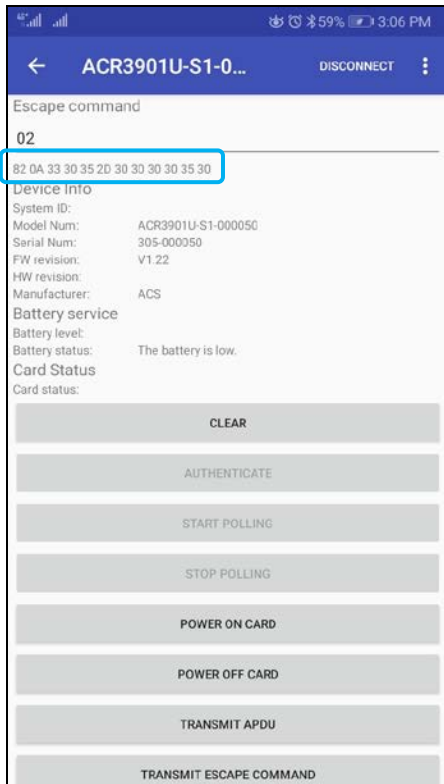 59% 3:06 PM
ACR3901U-S1-0... DISCONNECT
Escape command
02
82 0A 33 30 35 2D 30 30 30 30 35 30
Device Info
System ID:
Model Num: ACR3901U-S1-000050
Serial Num: 305-000050
FW revision: V1.22
HW revision:
Manufacturer: ACS
Battery service
Battery level:
Battery status: The battery is low.
Card Status
Card status:
CLEAR
AUTHENTICATE
START POLLING
STOP POLLING
POWER ON CARD
POWER OFF CARD
TRANSMIT APDU
TRANSMIT ESCAPE COMMAND